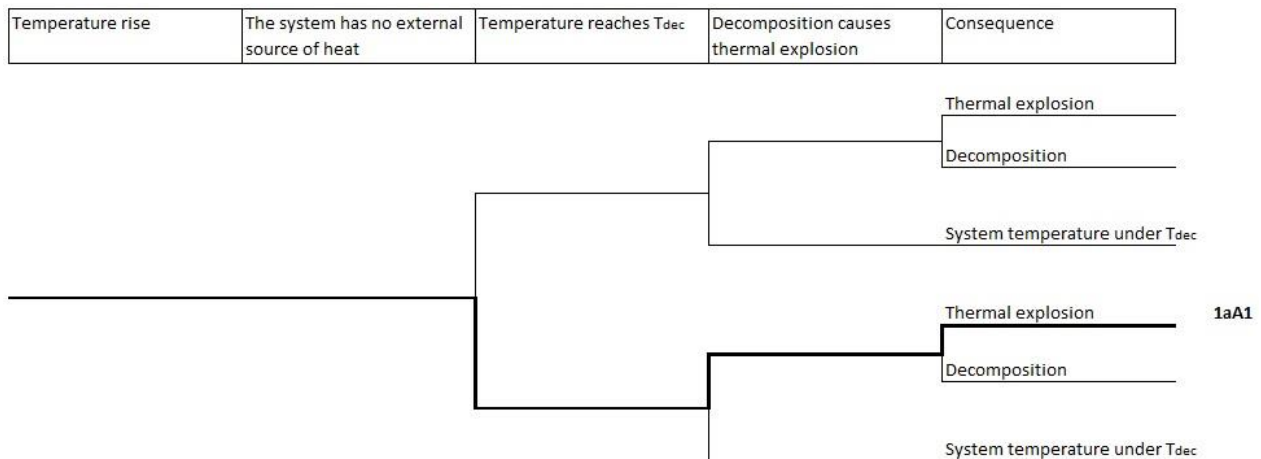 Temperature rise
The system has no external
source of heat
Temperature reaches Tdec
Decomposition causes
thermal explosion
Consequence
Thermal explosion
Decomposition
System temperature under Tdec
Thermal explosion
1aA1
Decomposition
System temperature under Tdec